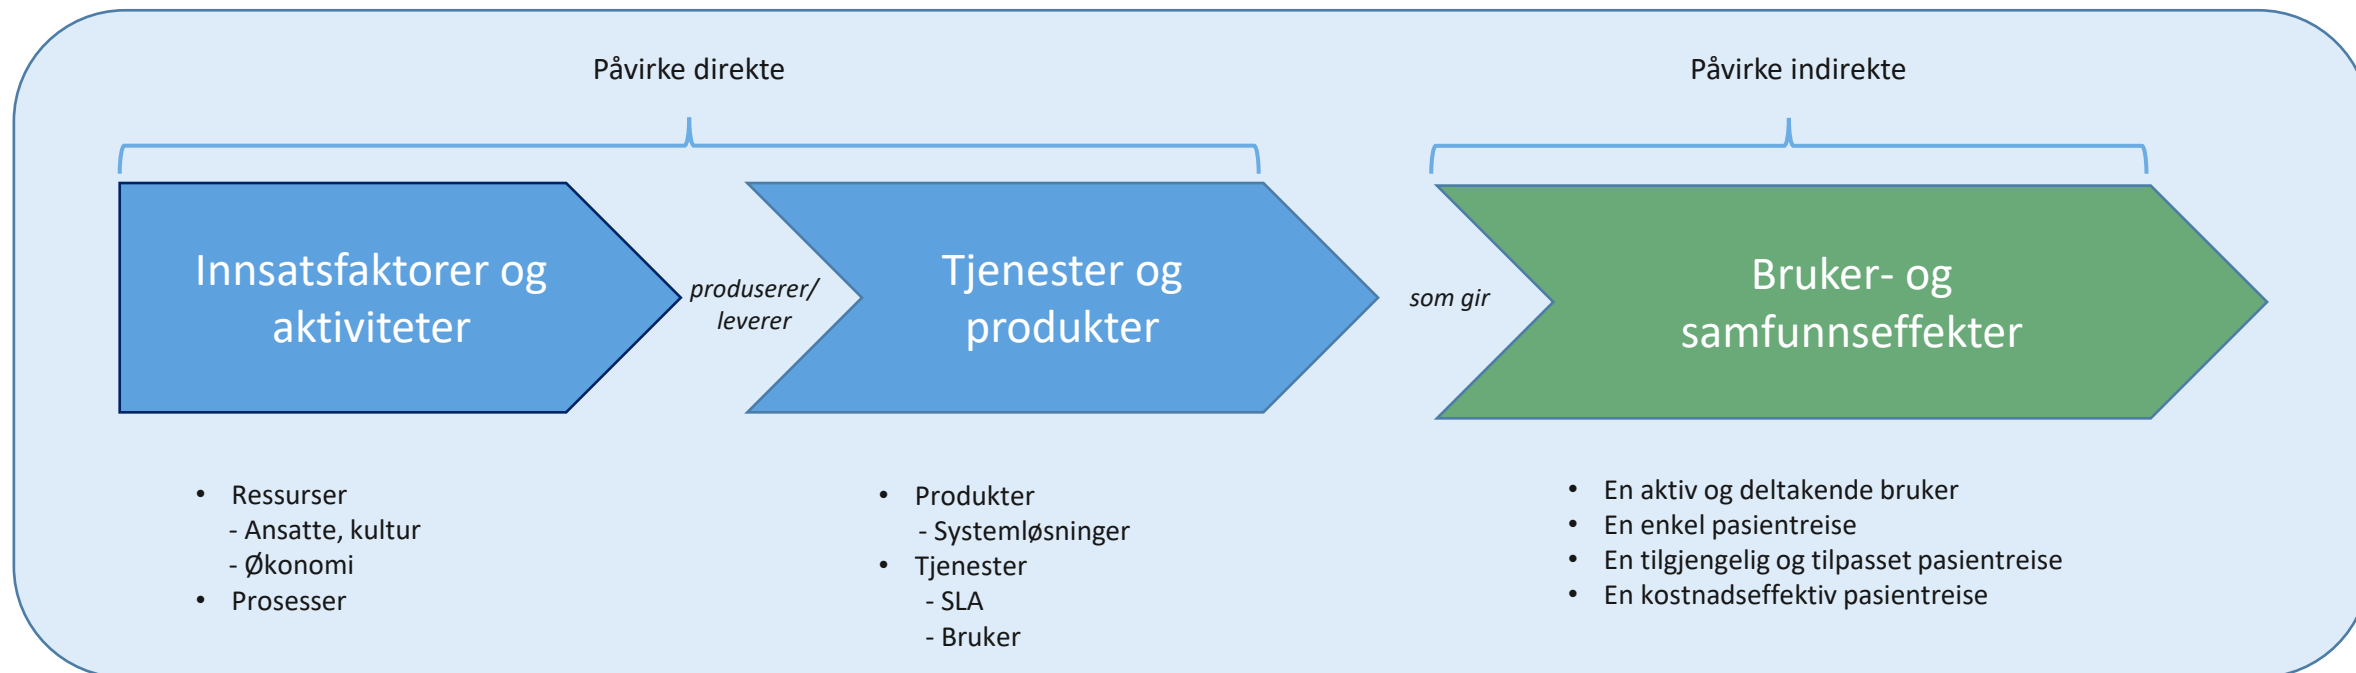 Påvirke direkte
Påvirke indirekte
Innsatsfaktorer og
aktiviteter
produserer/
leverer
Tjenester og
produkter
som gir
Bruker- og
samfunnseffekter
• Ressurser
- Ansatte, kultur
- Økonomi
• Prosesser
• Produkter
- Systemløsninger
• Tjenester
- SLA
- Bruker
• En aktiv og deltakende bruker
• En enkel pasientreise
• En tilgjengelig og tilpasset pasientreise
• En kostnadseffektiv pasientreise